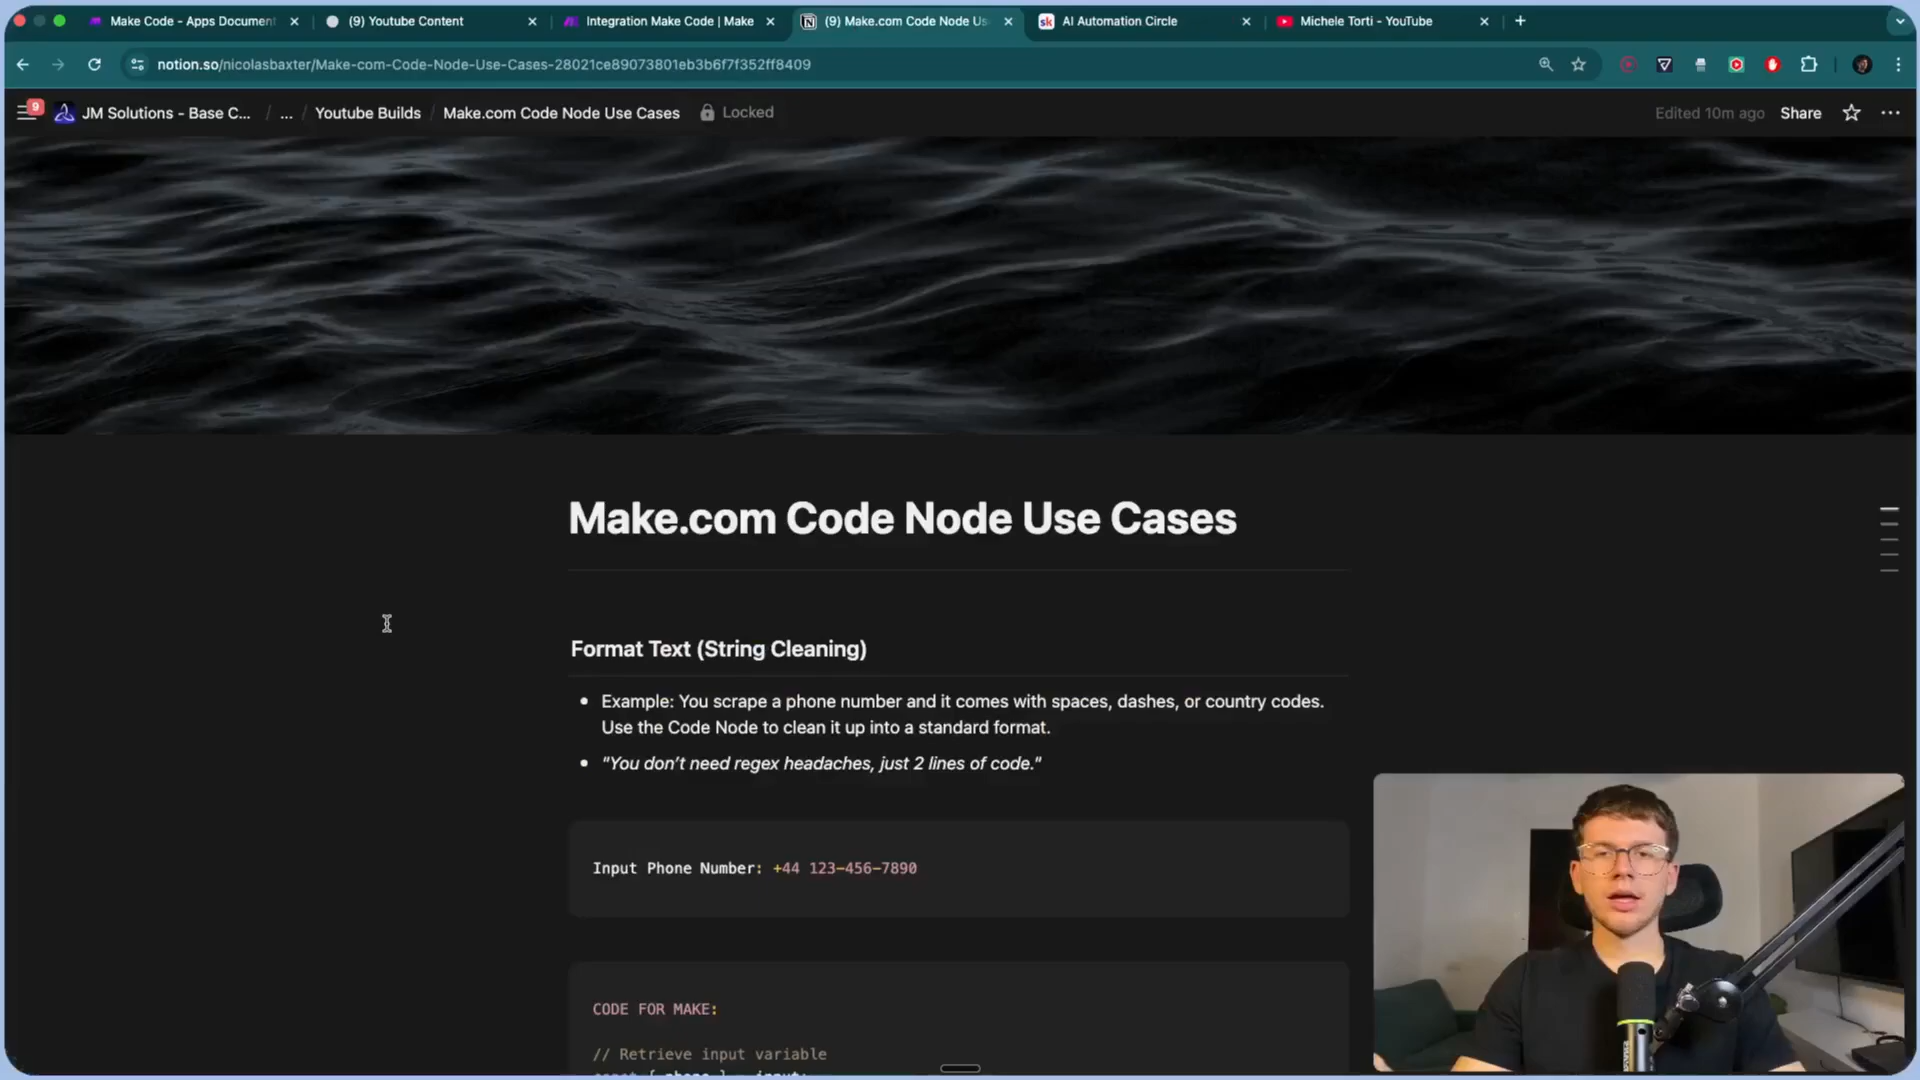 Make Code - Apps Document
(9) Youtube Content
Integration Make Code | Make
(9) Make.com Code Node Us
AI Automation Circle
Michele Torti - YouTube
notion.so/nicolasbaxter/Make-com-Code-Node-Use-Cases-28021ce89073801eb3b6f7f352ff8409
9
JM Solutions - Base C... / ... / Youtube Builds / Make.com Code Node Use Cases Locked
Edited 10m ago Share
Make.com Code Node Use Cases
Format Text (String Cleaning)
• Example: You scrape a phone number and it comes with spaces, dashes, or country codes.
Use the Code Node to clean it up into a standard format.
• "You don't need regex headaches, just 2 lines of code."
Input Phone Number: +44 123-456-7890
CODE FOR MAKE:
// Retrieve input variable
const { phone } = input;